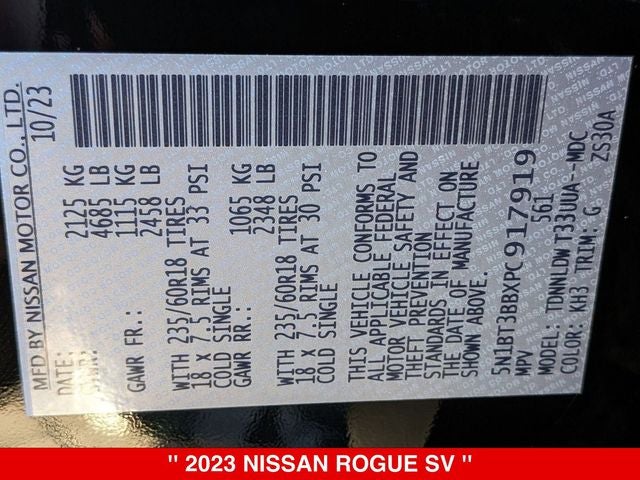 MFD BY NISSAN MOTOR CO., LTD.
DATE: 10/23
GVWR: 2125 KG
4685 LB
GAWR FR.: 1115 KG
2458 LB
WITH 235/60R18 TIRES
18 X 7.5 RIMS AT 33 PSI
COLD SINGLE
GAWR RR.: 1065 KG
2348 LB
WITH 235/60R18 TIRES
18 X 7.5 RIMS AT 30 PSI
COLD SINGLE
THIS VEHICLE CONFORMS TO
ALL APPLICABLE FEDERAL
MOTOR VEHICLE SAFETY AND
THEFT PREVENTION
STANDARDS IN EFFECT ON
THE DATE OF MANUFACTURE
SHOWN ABOVE.
5N1BT3BBXPC917919
MPV 561
MODEL: TDNNLDW T33UUA-MDC
COLOR: KH3 TRIM: G ZS30A
" 2023 NISSAN ROGUE SV "